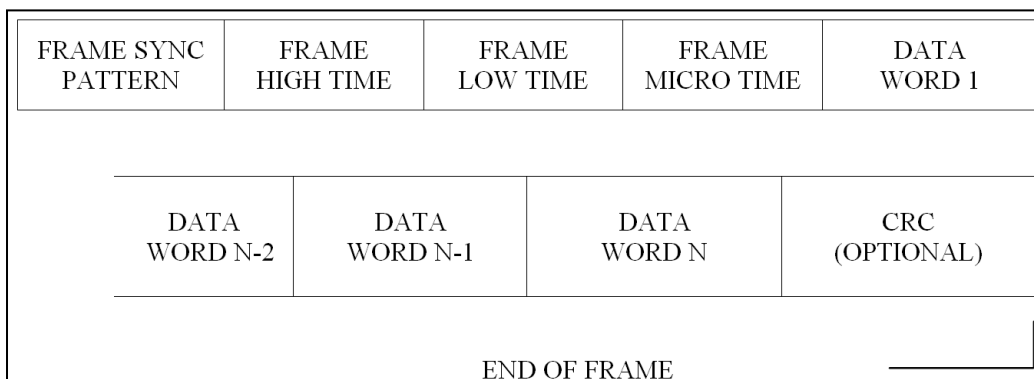 FRAME SYNC PATTERN
FRAME HIGH TIME
FRAME LOW TIME
FRAME MICRO TIME
DATA WORD 1
DATA WORD N-2
DATA WORD N-1
DATA WORD N
CRC (OPTIONAL)
END OF FRAME